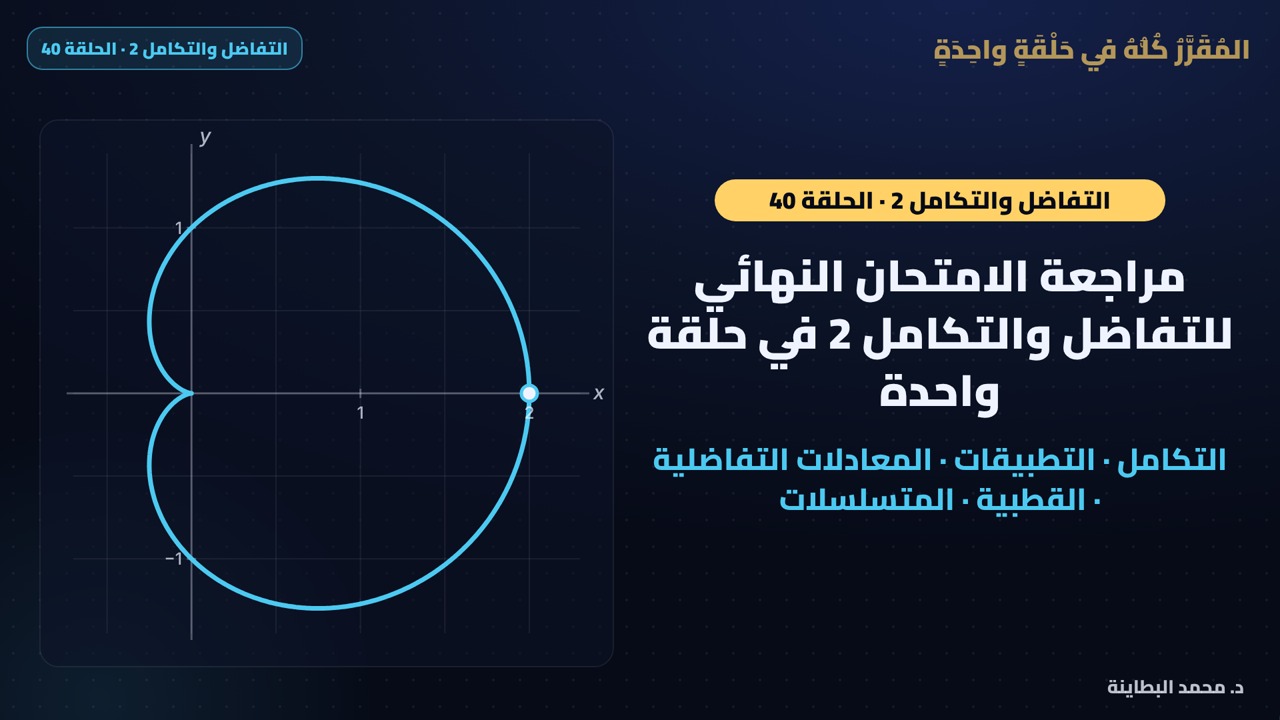 المُقَرَّرُ كُلُّهُ في حَلْقَةٍ واحِدَةٍ
التفاضل والتكامل 2 · الحلقة 40
التفاضل والتكامل 2 · الحلقة 40
مراجعة الامتحان النهائي
للتفاضل والتكامل 2 في حلقة
واحدة
التكامل · التطبيقات · المعادلات التفاضلية
· القطبية · المتسلسلات
y
1
x
1
2
−1
د. محمد البطاينة